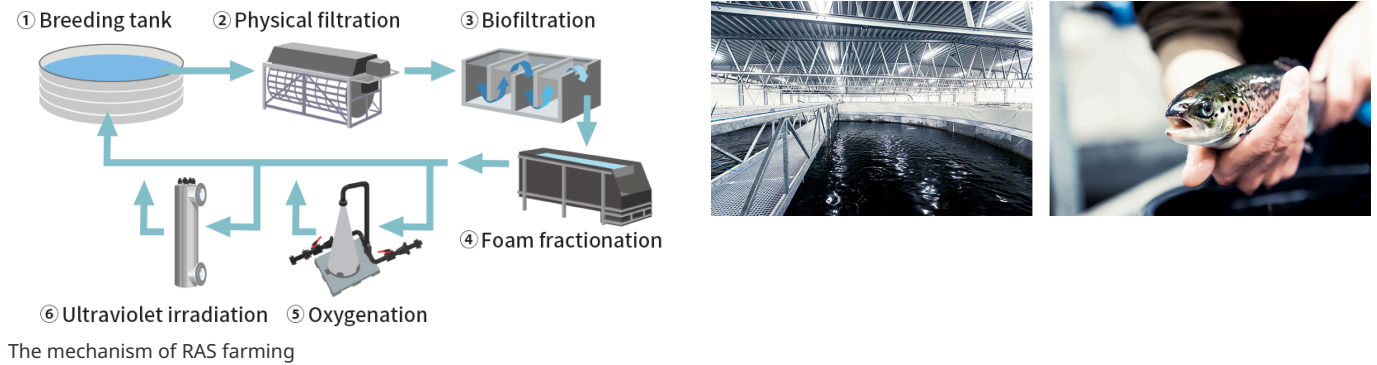 ① Breeding tank
② Physical filtration
③ Biofiltration
④ Foam fractionation
⑥ Ultraviolet irradiation
⑤ Oxygenation
The mechanism of RAS farming